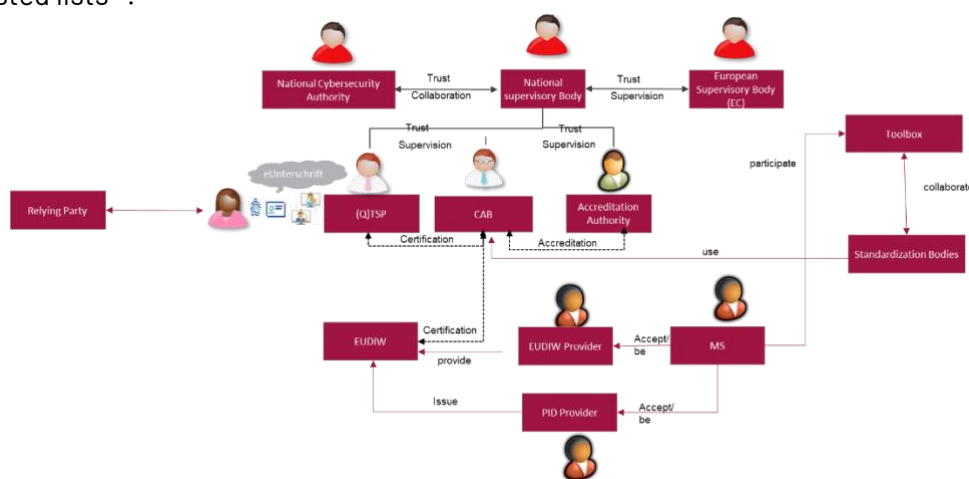 sted lists
National Cybersecurity
Authority
Trust
Collaboration
National
supervisory Body
Trust
Supervision
European
Supervisory Body
(EC)
Toolbox
Trust
Supervision
Trust
Supervision
participate
collaborate
eUnterschrift
Relying Party
(Q)TSP
CAB
Accreditation
Authority
Certification
Accreditation
use
Standardization Bodies
Certification
EUDIW
provide
EUDIW Provider
Accept/
be
MS
Issue
PID Provider
Accept/
be